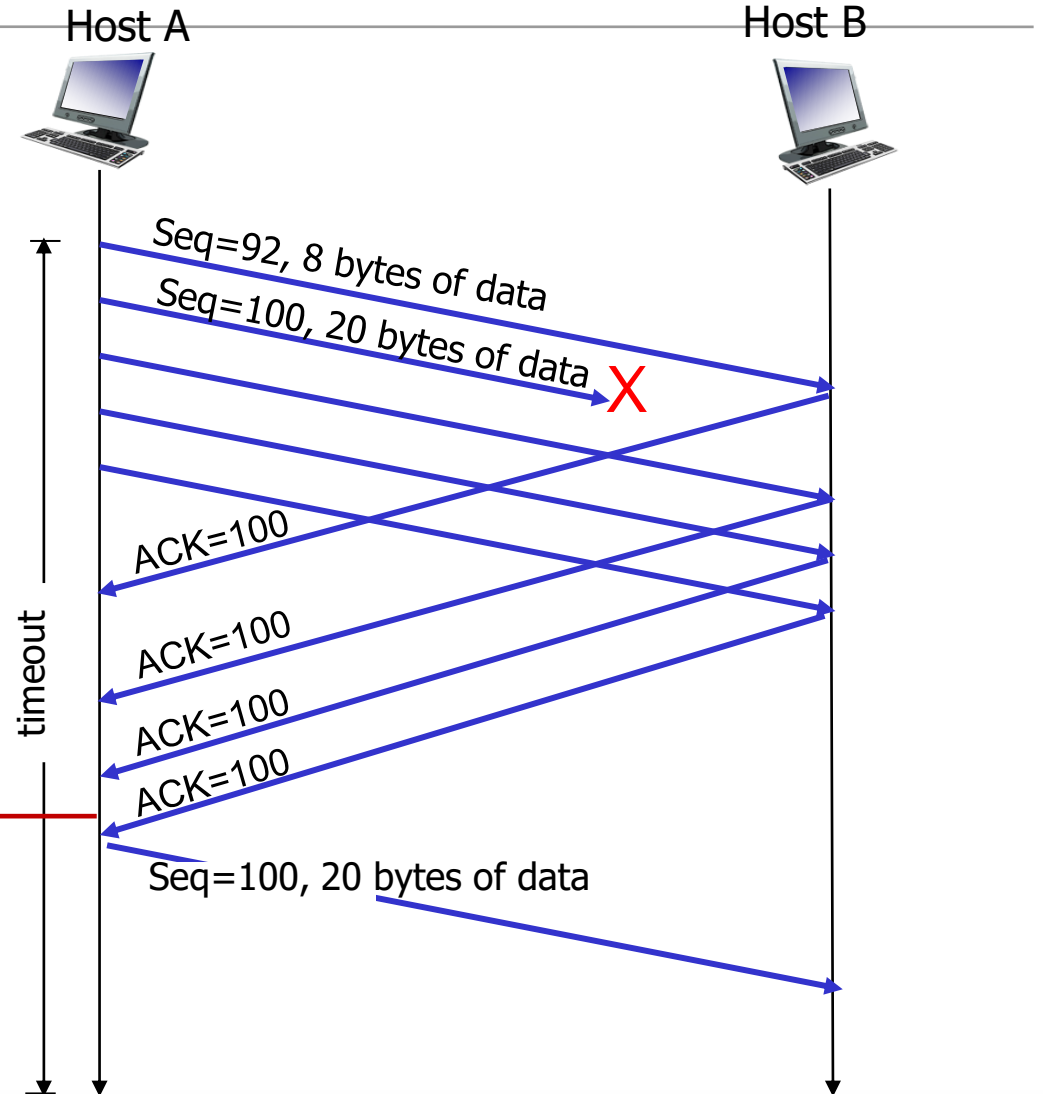 Host A
Host B
Seq=92, 8 bytes of data
Seq=100, 20 bytes of data
X
ACK=100
ACK=100
ACK=100
ACK=100
timeout
Seq=100, 20 bytes of data